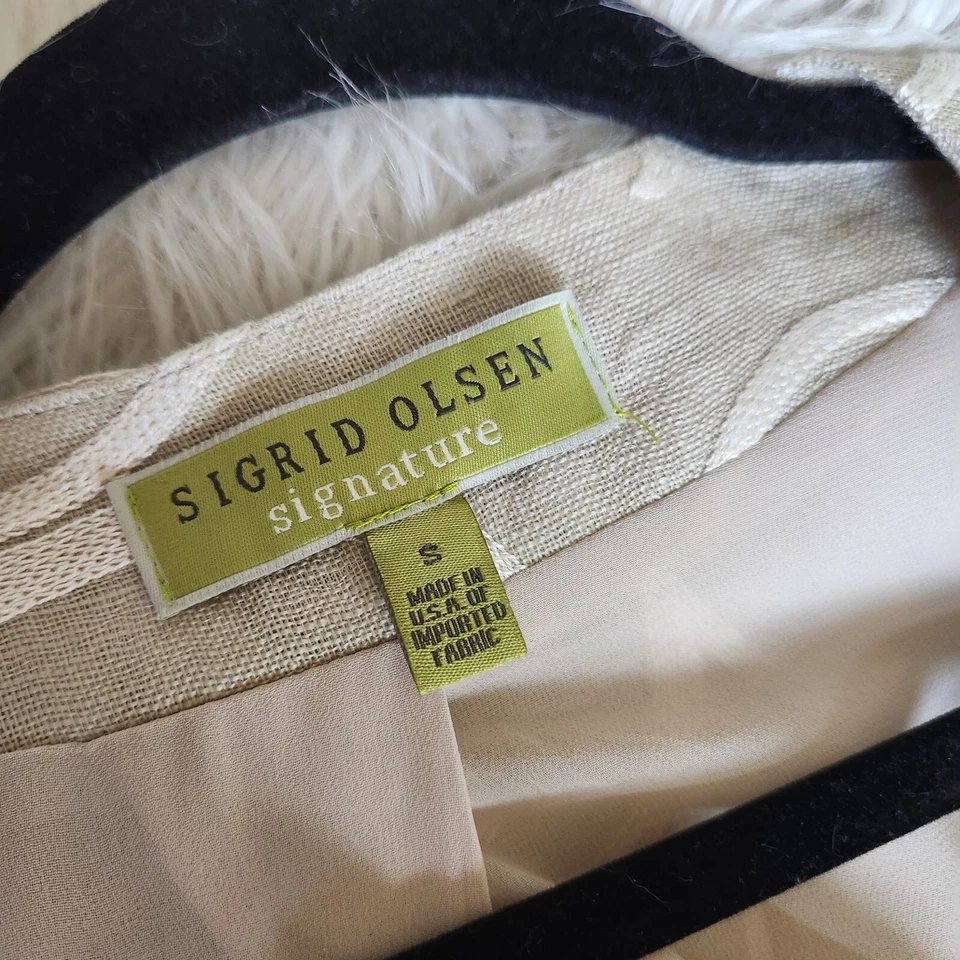 SIGRID OLSEN
signature
S
MADE IN
U.S.A. OF
IMPORTED
FABRIC